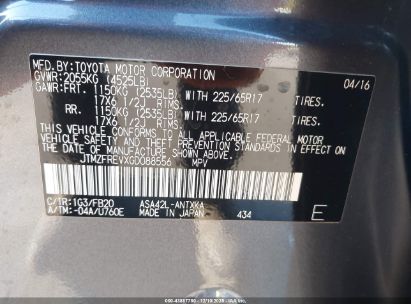 MFD.BY:TOYOTA MOTOR CORPORATION 04/16
GVWR:2055KG (4525LB)
GAWR:FRT. 1150KG (2535LB) WITH 225/65R17 TIRES.
17X6 1/2J RIMS.
RR. 1150KG (2535LB) WITH 225/65R17 TIRES.
17X6 1/2J RIMS.
THIS VEHICLE CONFORMS TO ALL APPLICABLE FEDERAL MOTOR
VEHICLE SAFETY STANDARDS IN EFFECT ON THE DATE OF
MANUFACTURE SHOWN ABOVE.
JTMZFREVXGD088556 MPV
C/TR:1G3/FB20 ASA42L-ANTXKA
A/TM:-04A/U760E MADE IN JAPAN 434 E